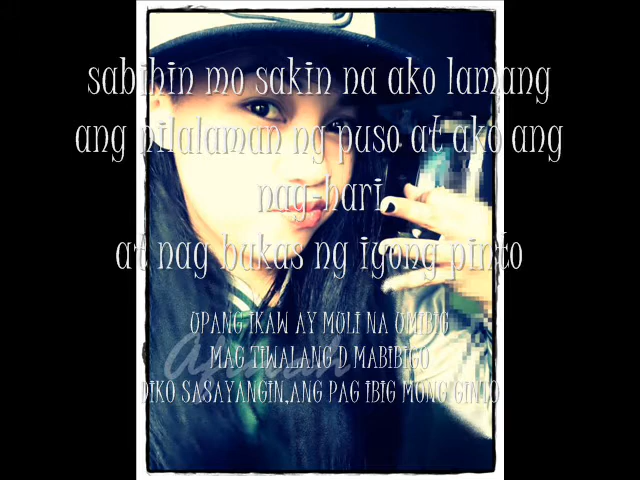 sabihin mo sakin na ako lamang
ang nilalaman ng puso at ako ang
nag-hari
at nag bukas ng iyong pinto
UPANG IKAW AY MULI NA UMIBIG
MAG TIWALANG D MABIBIGO
DIKO SASAYANGIN,ANG PAG IBIG MONG GINTO